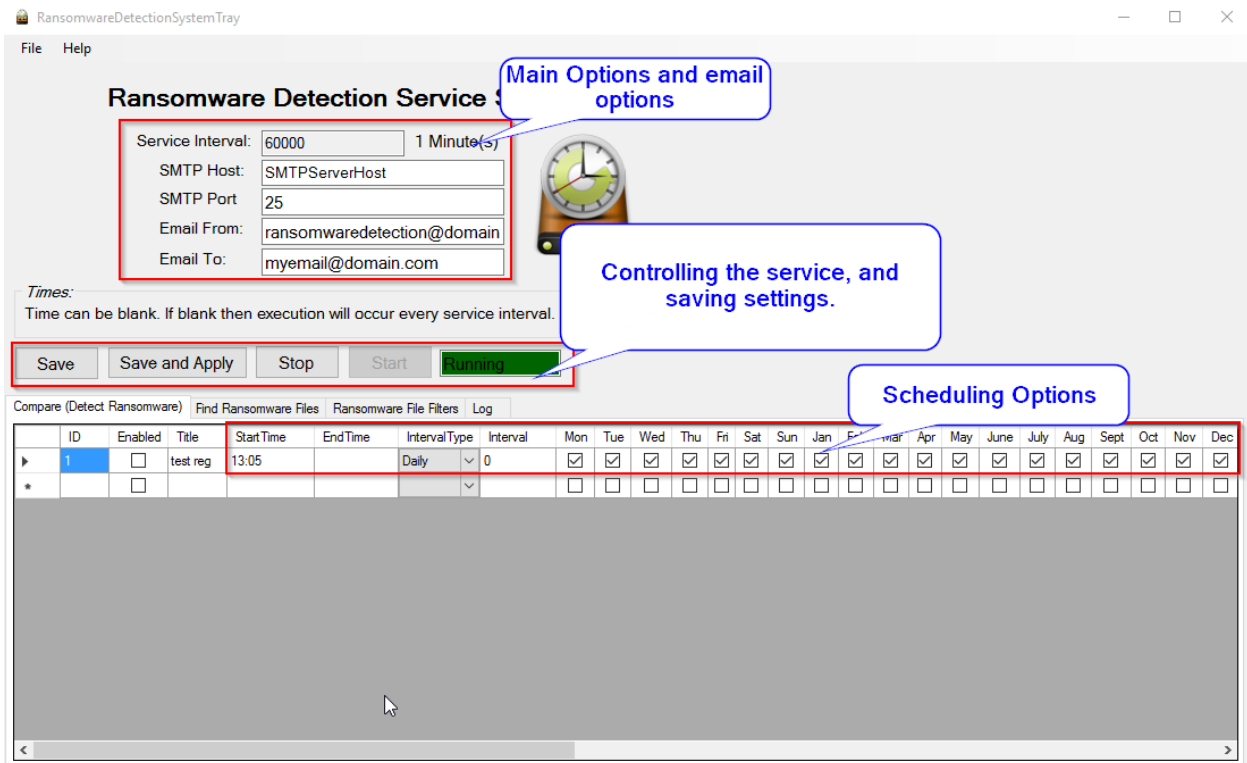 RansomwareDetectionSystemTray
File Help
Main Options and email
options
Ransomware Detection Service
Service Interval: 60000 1 Minute(s)
SMTP Host: SMTPServerHost
SMTP Port 25
Email From: ransomwaredetection@domain
Email To: myemail@domain.com
Controlling the service, and
saving settings.
Times:
Time can be blank. If blank then execution will occur every service interval.
Save Save and Apply Stop Start Running
Scheduling Options
Compare (Detect Ransomware) Find Ransomware Files Ransomware File Filters Log
ID Enabled Title StartTime EndTime IntervalType Interval Mon Tue Wed Thu Fri Sat Sun Jan Feb Mar Apr May June July Aug Sept Oct Nov Dec
1 test reg 13:05 Daily 0